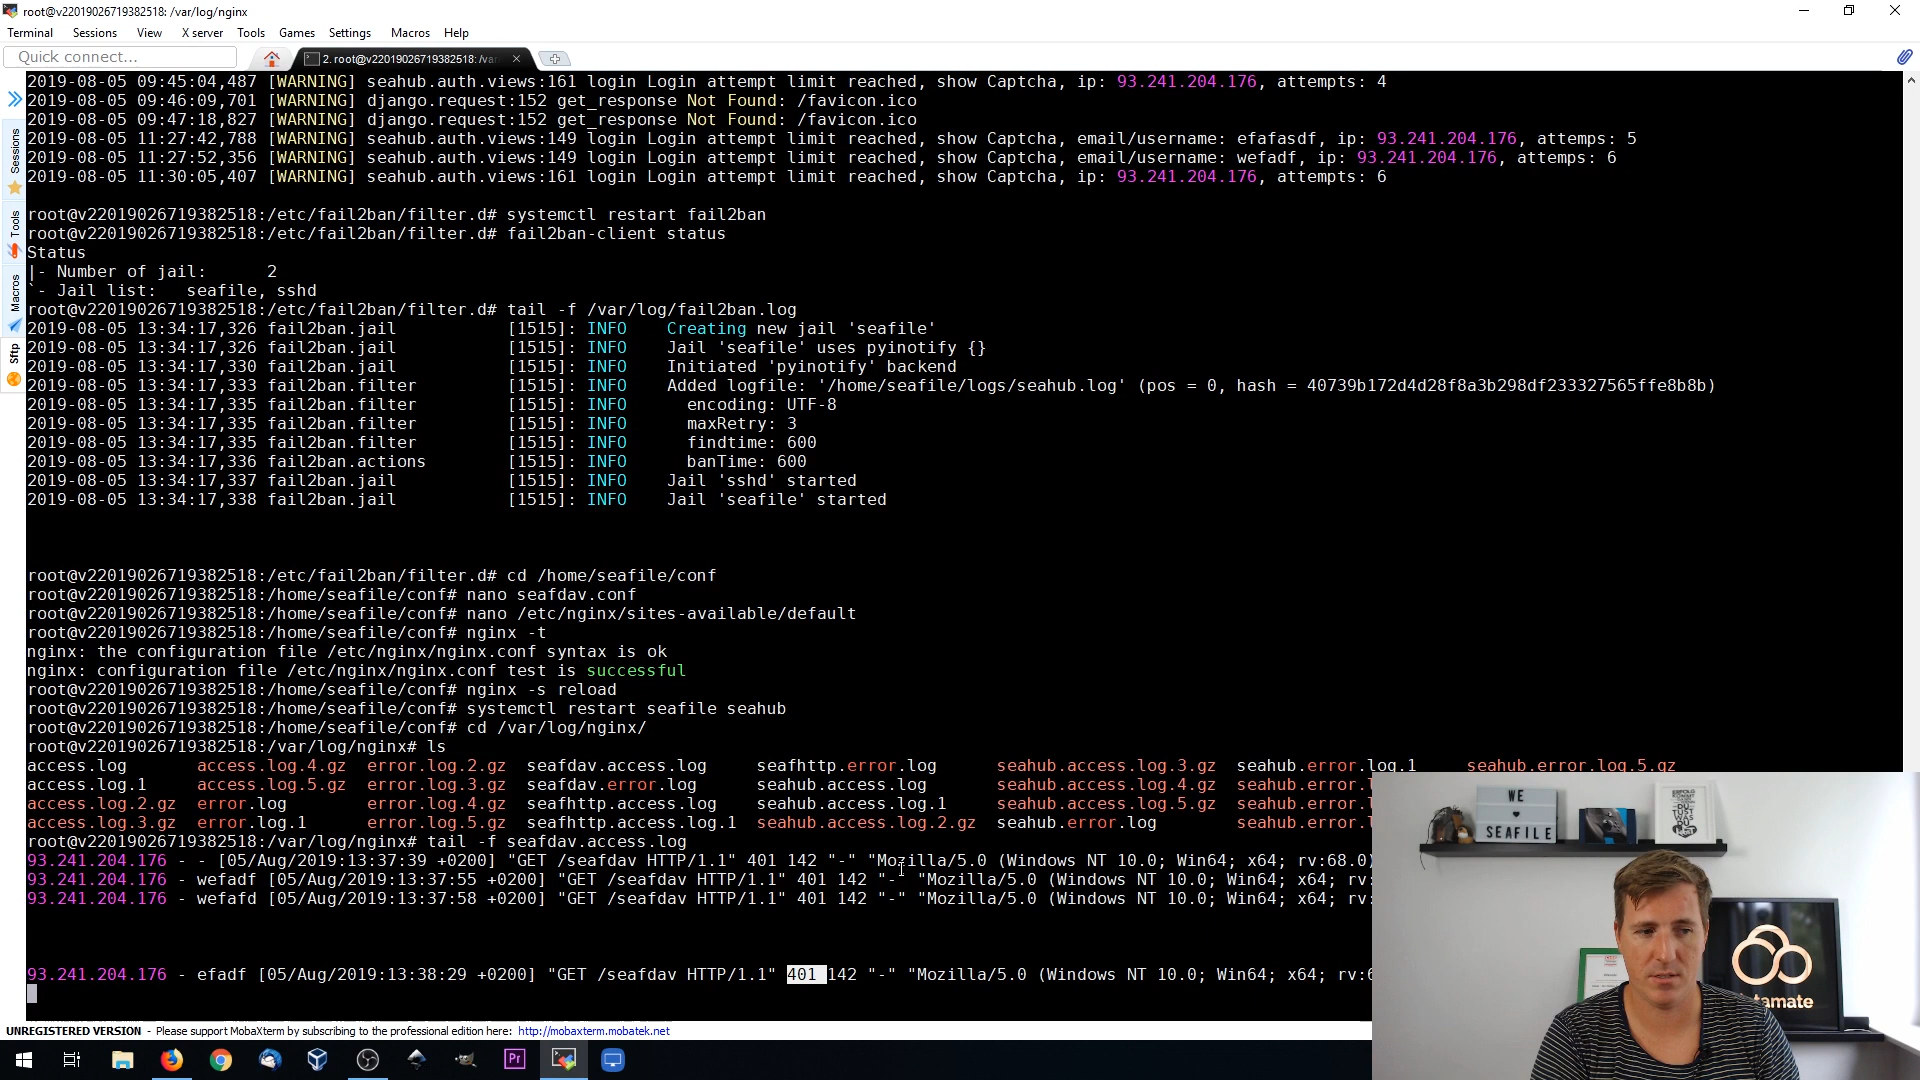 root@v22019026719382518: /var/log/nginx
Terminal Sessions View X server Tools Games Settings Macros Help
Quick connect...
2. root@v22019026719382518: /var
2019-08-05 09:45:04,487 [WARNING] seahub.auth.views:161 login Login attempt limit reached, show Captcha, ip: 93.241.204.176, attempts: 4
2019-08-05 09:46:09,701 [WARNING] django.request:152 get_response Not Found: /favicon.ico
2019-08-05 09:47:18,827 [WARNING] django.request:152 get_response Not Found: /favicon.ico
2019-08-05 11:27:42,788 [WARNING] seahub.auth.views:149 login Login attempt limit reached, show Captcha, email/username: efafasdf, ip: 93.241.204.176, attemps: 5
2019-08-05 11:27:52,356 [WARNING] seahub.auth.views:149 login Login attempt limit reached, show Captcha, email/username: wefadf, ip: 93.241.204.176, attemps: 6
2019-08-05 11:30:05,407 [WARNING] seahub.auth.views:161 login Login attempt limit reached, show Captcha, ip: 93.241.204.176, attempts: 6
root@v22019026719382518:/etc/fail2ban/filter.d# systemctl restart fail2ban
root@v22019026719382518:/etc/fail2ban/filter.d# fail2ban-client status
Status
|- Number of jail: 2
`- Jail list: seafile, sshd
root@v22019026719382518:/etc/fail2ban/filter.d# tail -f /var/log/fail2ban.log
2019-08-05 13:34:17,326 fail2ban.jail [1515]: INFO Creating new jail 'seafile'
2019-08-05 13:34:17,326 fail2ban.jail [1515]: INFO Jail 'seafile' uses pyinotify {}
2019-08-05 13:34:17,330 fail2ban.jail [1515]: INFO Initiated 'pyinotify' backend
2019-08-05 13:34:17,333 fail2ban.filter [1515]: INFO Added logfile: '/home/seafile/logs/seahub.log' (pos = 0, hash = 40739b172d4d28f8a3b298df233327565ffe8b8b)
2019-08-05 13:34:17,335 fail2ban.filter [1515]: INFO encoding: UTF-8
2019-08-05 13:34:17,335 fail2ban.filter [1515]: INFO maxRetry: 3
2019-08-05 13:34:17,335 fail2ban.filter [1515]: INFO findtime: 600
2019-08-05 13:34:17,336 fail2ban.actions [1515]: INFO banTime: 600
2019-08-05 13:34:17,337 fail2ban.jail [1515]: INFO Jail 'sshd' started
2019-08-05 13:34:17,338 fail2ban.jail [1515]: INFO Jail 'seafile' started
root@v22019026719382518:/etc/fail2ban/filter.d# cd /home/seafile/conf
root@v22019026719382518:/home/seafile/conf# nano seafdav.conf
root@v22019026719382518:/home/seafile/conf# nano /etc/nginx/sites-available/default
root@v22019026719382518:/home/seafile/conf# nginx -t
nginx: the configuration file /etc/nginx/nginx.conf syntax is ok
nginx: configuration file /etc/nginx/nginx.conf test is successful
root@v22019026719382518:/home/seafile/conf# nginx -s reload
root@v22019026719382518:/home/seafile/conf# systemctl restart seafile seahub
root@v22019026719382518:/home/seafile/conf# cd /var/log/nginx/
root@v22019026719382518:/var/log/nginx# ls
access.log access.log.4.gz error.log.2.gz seafdav.access.log seafhttp.error.log seahub.access.log.3.gz seahub.error.log.1 seahub.error.log.5.gz
access.log.1 access.log.5.gz error.log.3.gz seafdav.error.log seahub.access.log seahub.access.log.4.gz seahub.error.l
access.log.2.gz error.log error.log.4.gz seafhttp.access.log seahub.access.log.1 seahub.access.log.5.gz seahub.error.l
access.log.3.gz error.log.1 error.log.5.gz seafhttp.access.log.1 seahub.access.log.2.gz seahub.error.log seahub.error.l
root@v22019026719382518:/var/log/nginx# tail -f seafdav.access.log
93.241.204.176 - - [05/Aug/2019:13:37:39 +0200] "GET /seafdav HTTP/1.1" 401 142 "-" "Mozilla/5.0 (Windows NT 10.0; Win64; x64; rv:68.0)
93.241.204.176 - wefadf [05/Aug/2019:13:37:55 +0200] "GET /seafdav HTTP/1.1" 401 142 "-" "Mozilla/5.0 (Windows NT 10.0; Win64; x64; rv:
93.241.204.176 - wefafd [05/Aug/2019:13:37:58 +0200] "GET /seafdav HTTP/1.1" 401 142 "-" "Mozilla/5.0 (Windows NT 10.0; Win64; x64; rv:
93.241.204.176 - efadf [05/Aug/2019:13:38:29 +0200] "GET /seafdav HTTP/1.1" 401 142 "-" "Mozilla/5.0 (Windows NT 10.0; Win64; x64; rv:6
Sessions
Tools
Macros
Sftp
UNREGISTERED VERSION - Please support MobaXterm by subscribing to the professional edition here: http://mobaxterm.mobatek.net
Pr
WE
♥
SEAFILE
ERFOLG
KOMMT
DU
TUST
WAS
DU
tamate